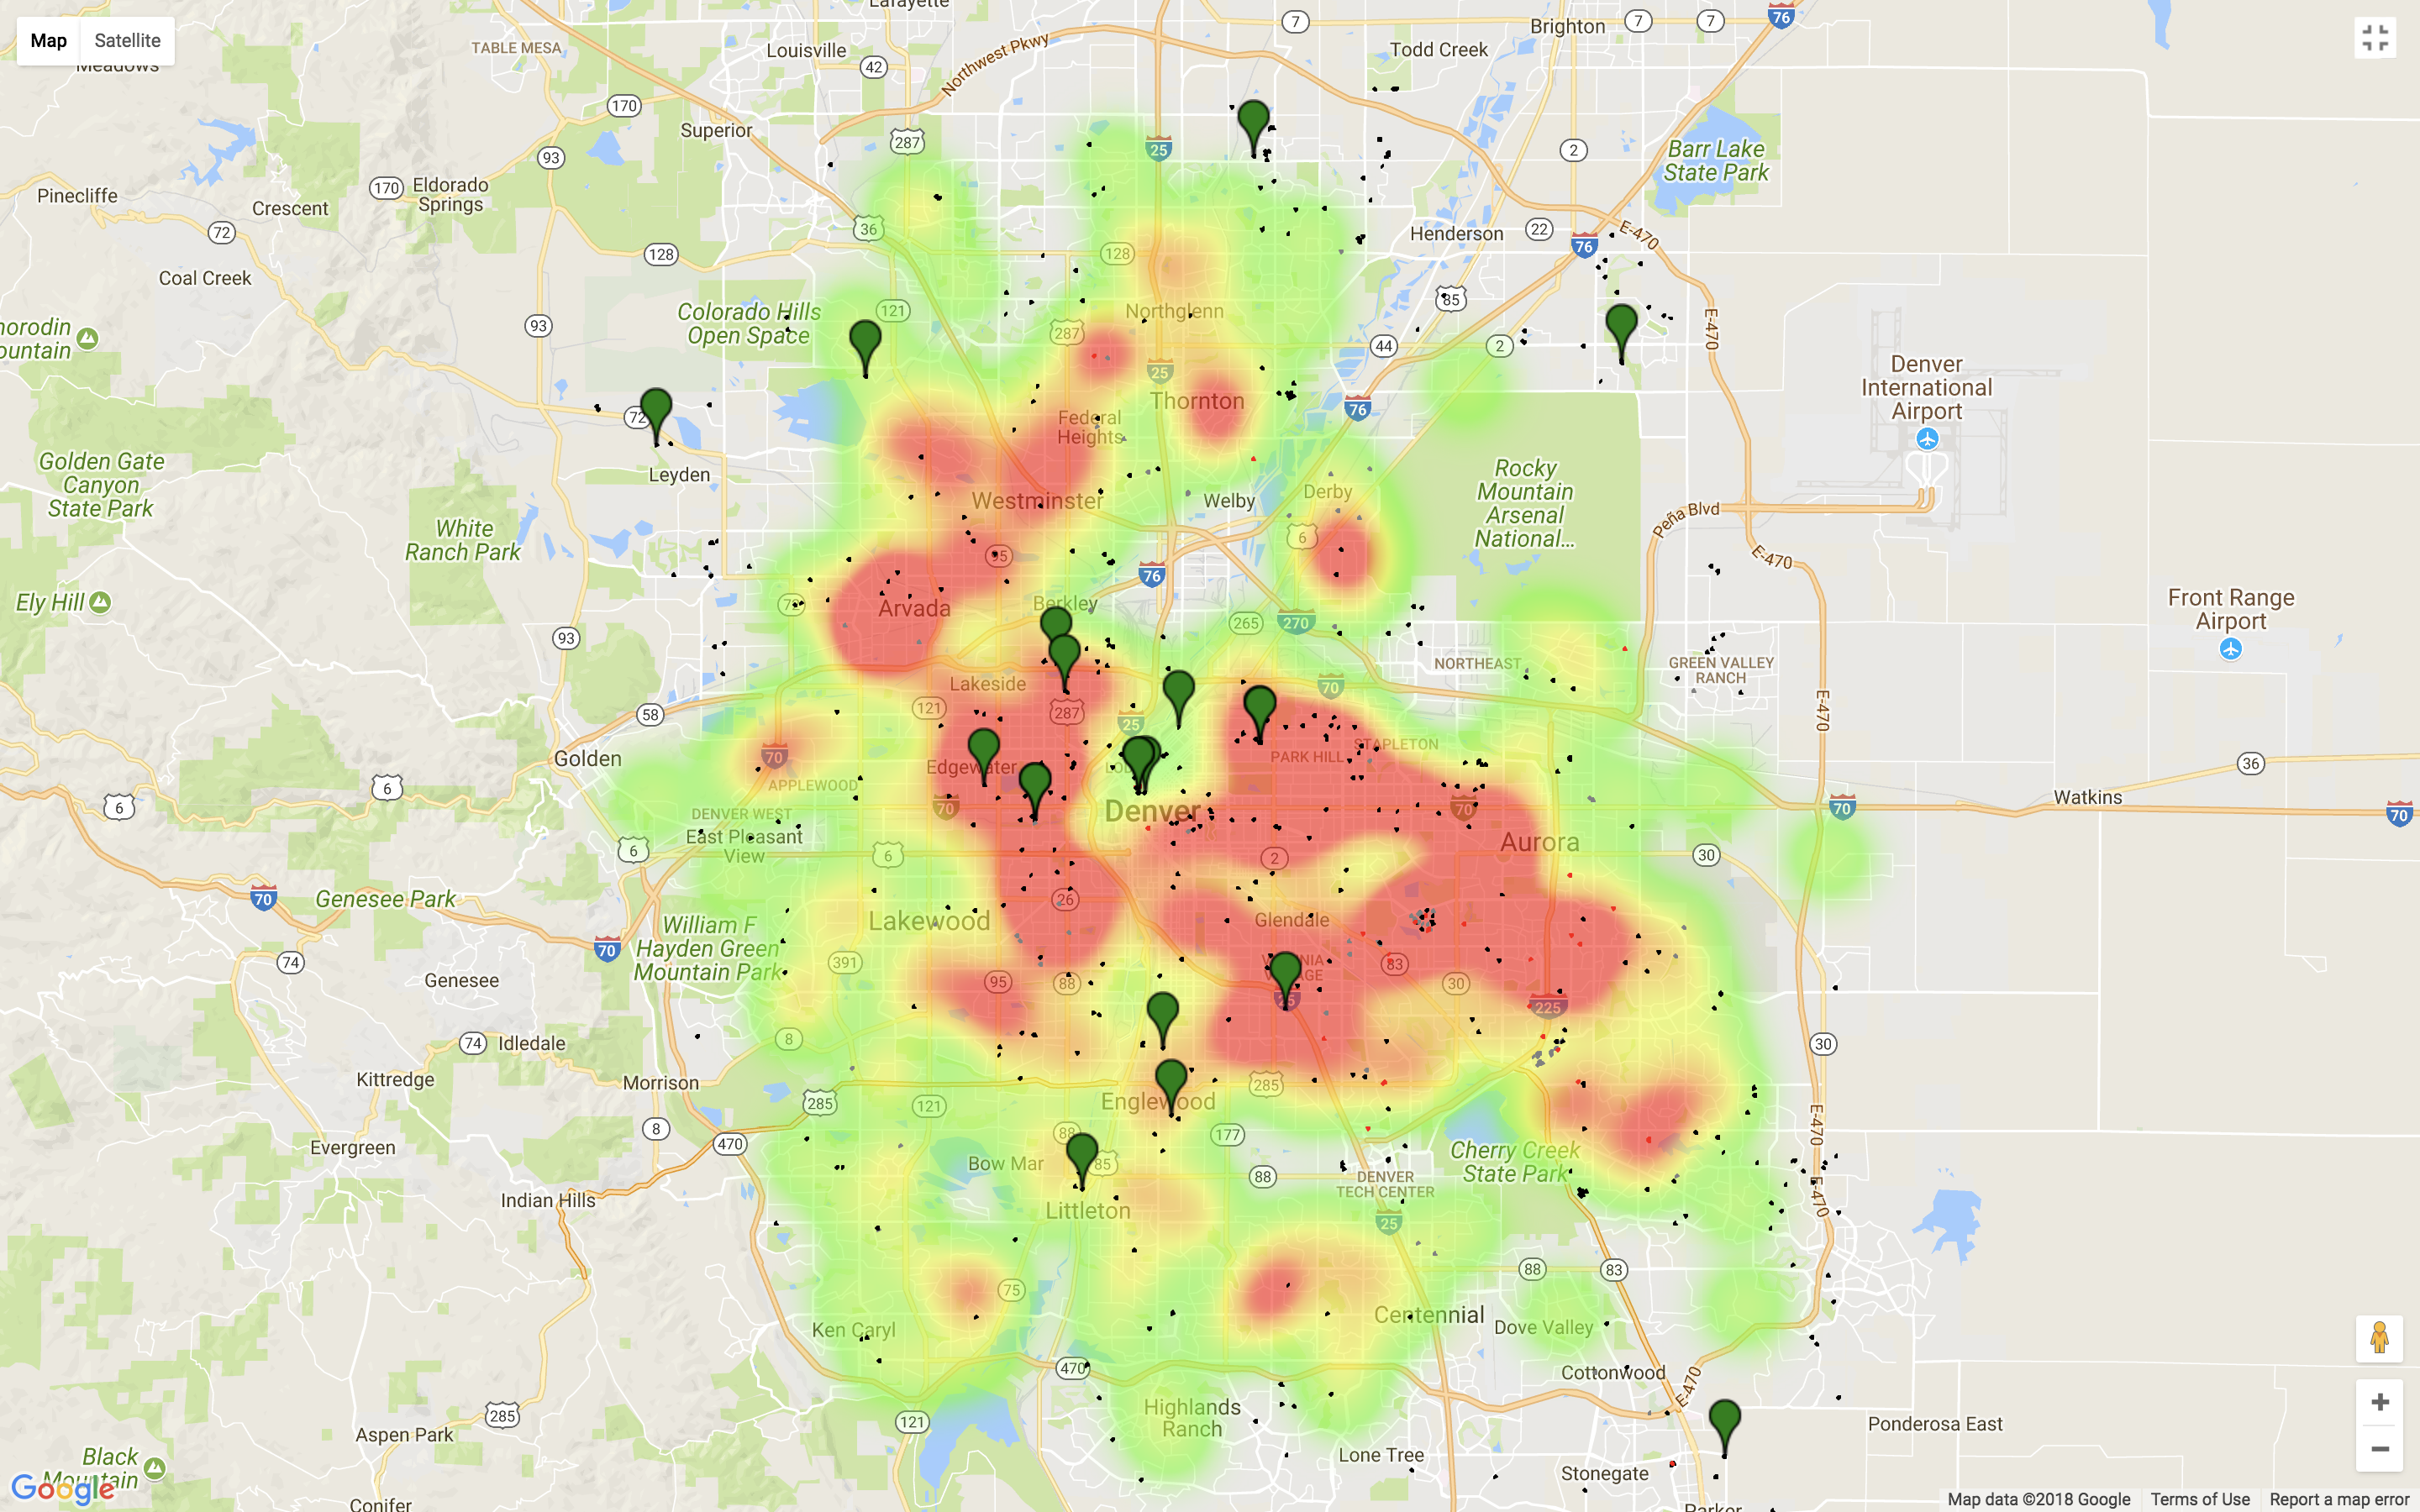 Map
Satellite
Lafayette
7
7
7
76
Brighton
Todd Creek
TABLE MESA
Meadows
Louisville
42
Northwest Pkwy
170
Superior
287
25
2
Barr Lake
State Park
93
170
Eldorado
Springs
Pinecliffe
Crescent
72
36
128
128
Henderson
22
76
E-470
Coal Creek
Colorado Hills
Open Space
121
Northglenn
287
85
93
44
2
E-470
25
Denver
International
Airport
72
Federal
Heights
Thornton
76
Leyden
Golden Gate
Canyon
State Park
White
Ranch Park
Westminster
Welby
Derby
6
Rocky
Mountain
Arsenal
National...
Peña Blvd
E-470
95
76
Ely Hill
72
Arvada
Berkley
265
270
93
Front Range
Airport
NORTHEAST
GREEN VALLEY
RANCH
Lakeside
70
121
287
25
58
E-470
Golden
70
Edgewater
PARK HILL
STAPLETON
36
6
6
APPLEWOOD
DENVER WEST
70
Denver
70
70
Watkins
70
East Pleasant
View
6
6
2
Aurora
30
70
Genesee Park
26
William F
Hayden Green
Mountain Park
Lakewood
Glendale
70
74
391
95
88
83
30
225
25
Genesee
8
74
Idledale
30
Kittredge
Morrison
285
121
285
Englewood
8
470
88
177
E-470
Evergreen
Bow Mar
85
88
DENVER
TECH CENTER
Cherry Creek
State Park
Indian Hills
Littleton
25
E-470
75
88
83
Ken Caryl
Centennial
Dove Valley
470
Cottonwood
E-470
285
121
Highlands
Ranch
Ponderosa East
Aspen Park
Lone Tree
Stonegate
Black
Mountain
Google
Conifer
Parker
Map data ©2018 Google
Terms of Use
Report a map error